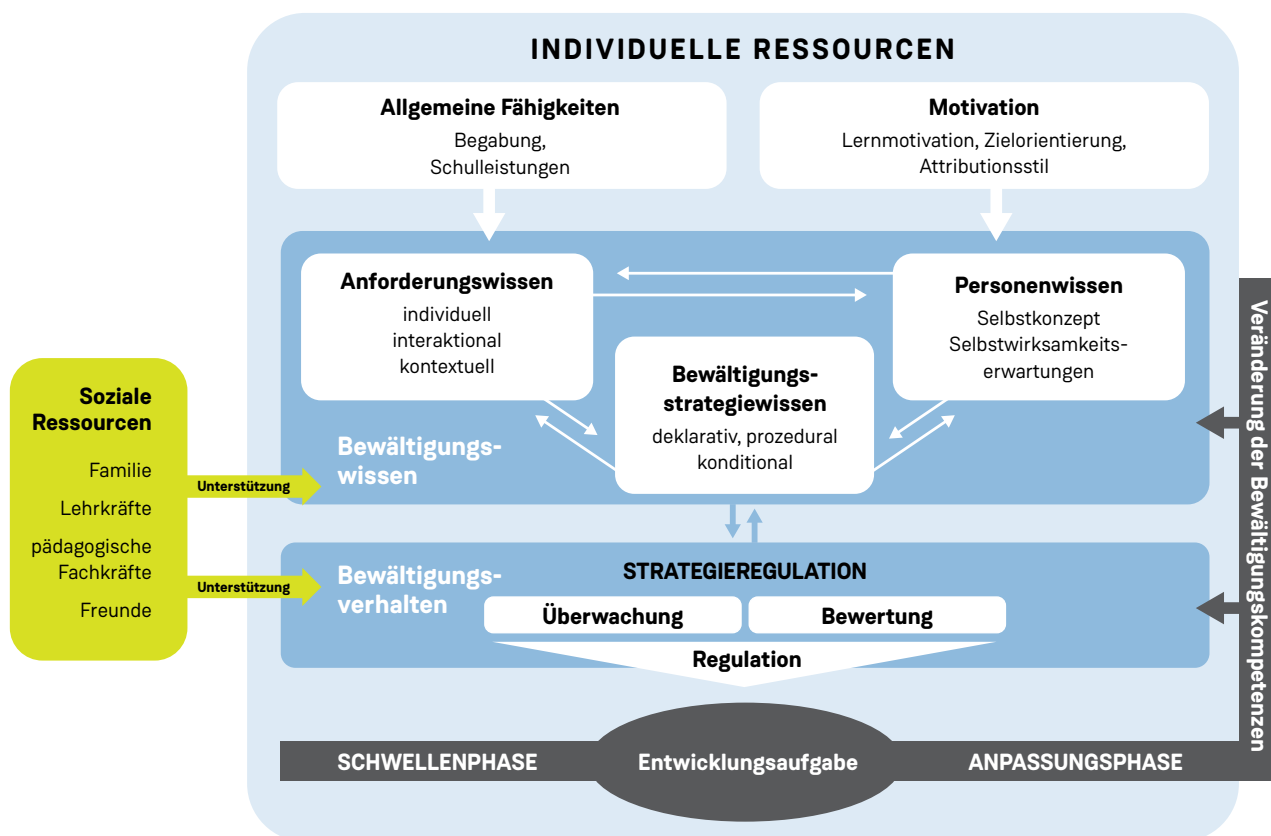 INDIVIDUELLE RESSOURCEN
Allgemeine Fähigkeiten
Begabung,
Schulleistungen
Motivation
Lernmotivation, Zielorientierung,
Attributionsstil
Anforderungswissen
individuell
interaktional
kontextuell
Personenwissen
Selbstkonzept
Selbstwirksamkeits-
erwartungen
Bewältigungs-
strategiewissen
deklarativ, prozedural
konditional
Bewältigungs-
wissen
Soziale
Ressourcen
Familie
Lehrkräfte
pädagogische
Fachkräfte
Freunde
Unterstützung
Unterstützung
Bewältigungs-
verhalten
STRATEGIEREGULATION
Überwachung
Bewertung
Regulation
SCHWELLENPHASE
Entwicklungsaufgabe
ANPASSUNGSPHASE
Veränderung der Bewältigungskompetenzen